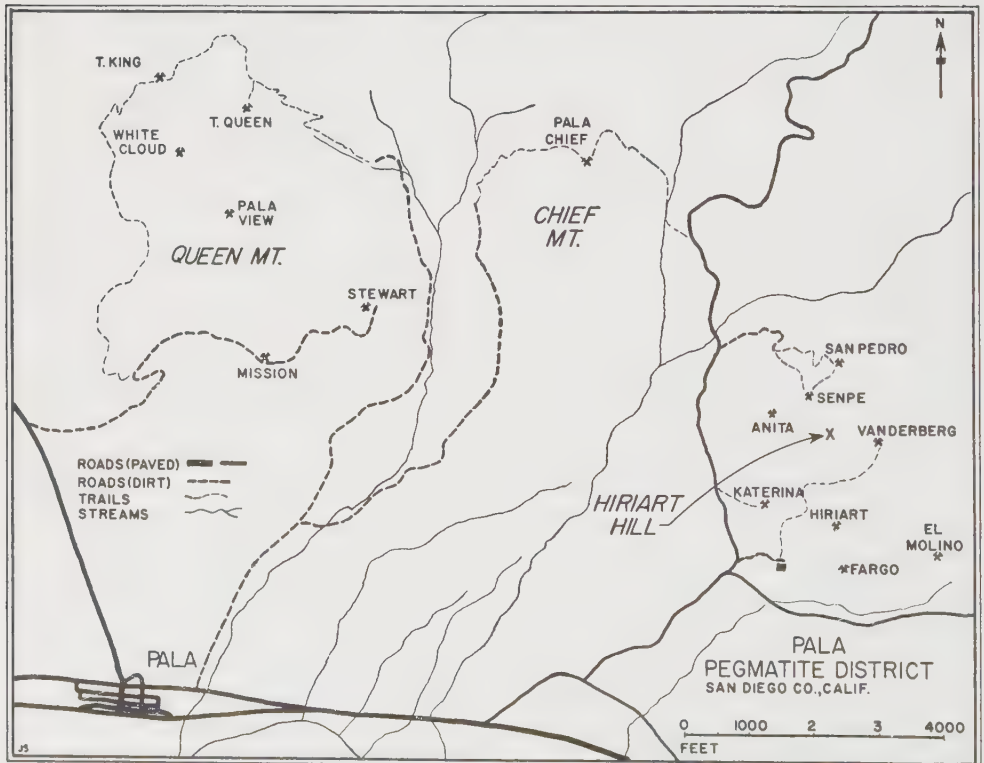 N
T. KING
T. QUEEN
WHITE
CLOUD
PALA
CHIEF
PALA
VIEW
CHIEF
MT.
QUEEN MT.
STEWART
MISSION
SAN PEDRO
SENPE
ANITA
VANDERBERG
ROADS (PAVED)
ROADS (DIRT)
TRAILS
STREAMS
KATERINA
HIRIART
HILL
HIRIART
EL
MOLINO
FARGO
PALA
PALA
PEGMATITE DISTRICT
SAN DIEGO CO., CALIF.
0 1000 2 3 4000
FEET
JS